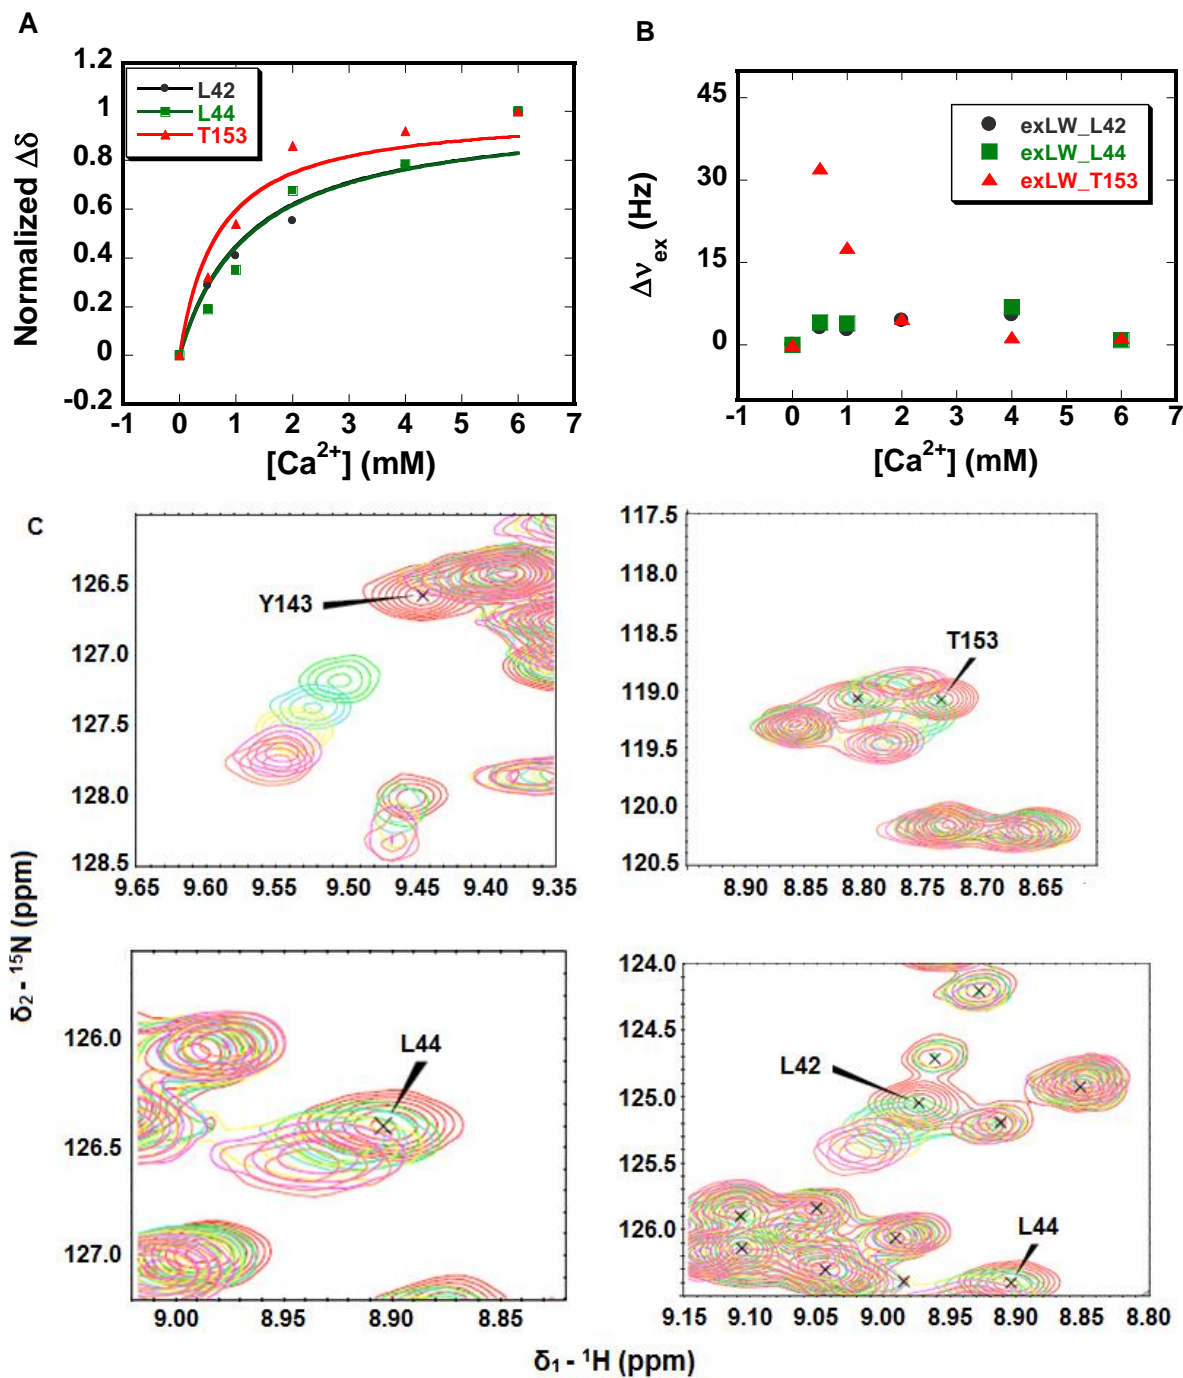 A
B
1.2
1
0.8
0.6
0.4
0.2
0
-0.2
Normalized Δδ
L42
L44
T153
-1 0 1 2 3 4 5 6 7
[Ca²⁺] (mM)
45
30
15
0
Δν_ex (Hz)
exLW_L42
exLW_L44
exLW_T153
-1 0 1 2 3 4 5 6 7
[Ca²⁺] (mM)
C
126.5
127.0
127.5
128.0
128.5
Y143
9.65 9.60 9.55 9.50 9.45 9.40 9.35
117.5
118.0
118.5
119.0
119.5
120.0
120.5
T153
8.90 8.85 8.80 8.75 8.70 8.65
δ₂ - ¹⁵N (ppm)
126.0
126.5
127.0
L44
9.00 8.95 8.90 8.85
124.0
124.5
125.0
125.5
126.0
L42
L44
9.15 9.10 9.05 9.00 8.95 8.90 8.85 8.80
δ₁ - ¹H (ppm)